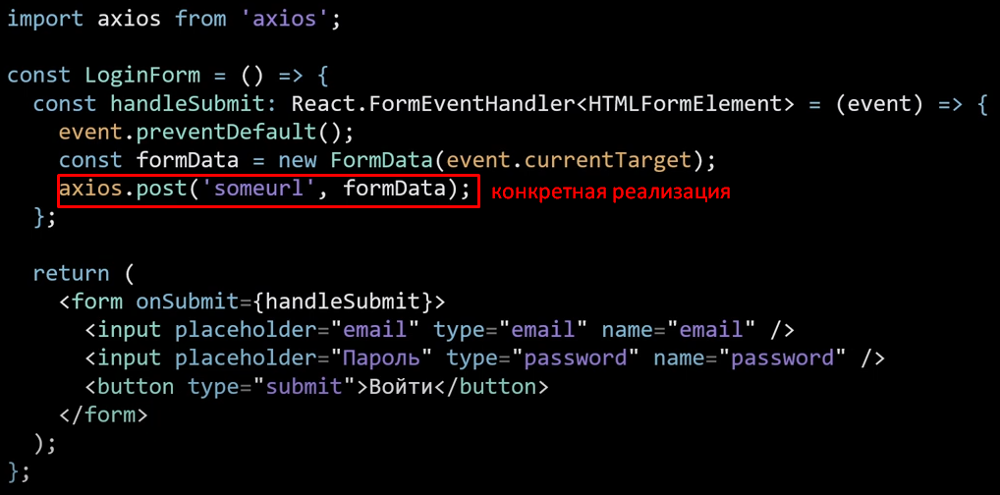 import axios from 'axios';
const LoginForm = () => {
const handleSubmit: React.FormEventHandler<HTMLFormElement> = (event) => {
event.preventDefault();
const formData = new FormData(event.currentTarget);
axios.post('someurl', formData); конкретная реализация
};
return (
<form onSubmit={handleSubmit}>
<input placeholder="email" type="email" name="email" />
<input placeholder="Пароль" type="password" name="password" />
<button type="submit">Войти</button>
</form>
);
};